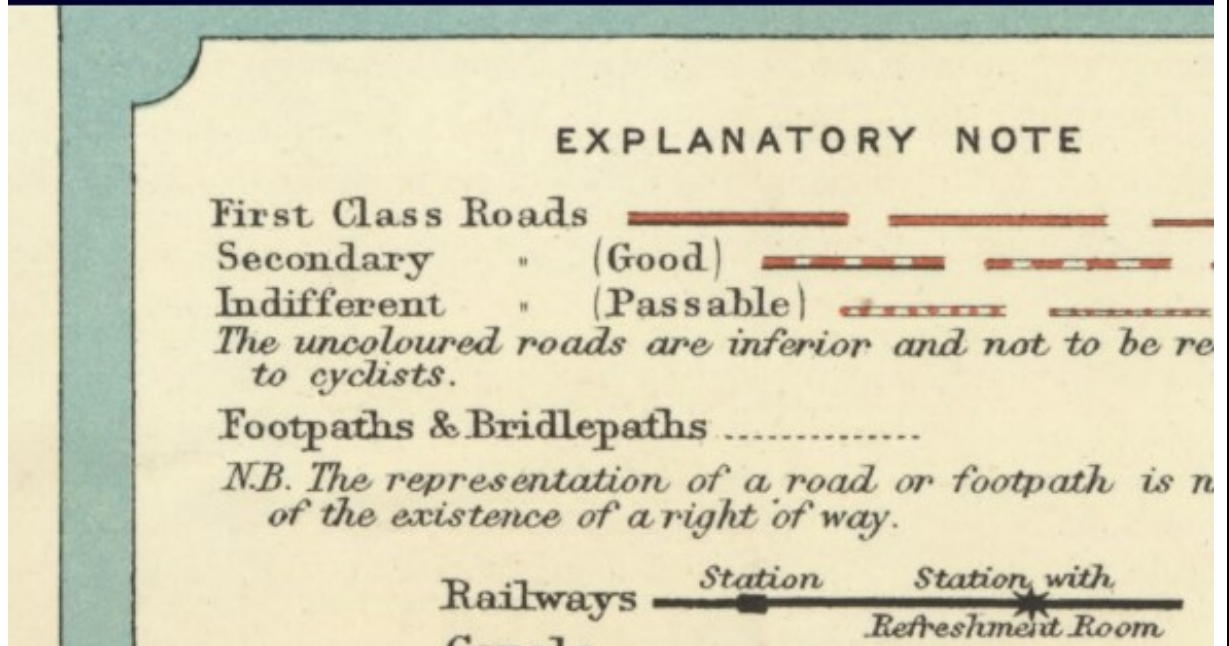 EXPLANATORY NOTE
First Class Roads
Secondary " (Good)
Indifferent " (Passable)
The uncoloured roads are inferior and not to be re
to cyclists.
Footpaths & Bridlepaths
N.B. The representation of a road or footpath is n
of the existence of a right of way.
Station Station with
Railways
Refreshment Room